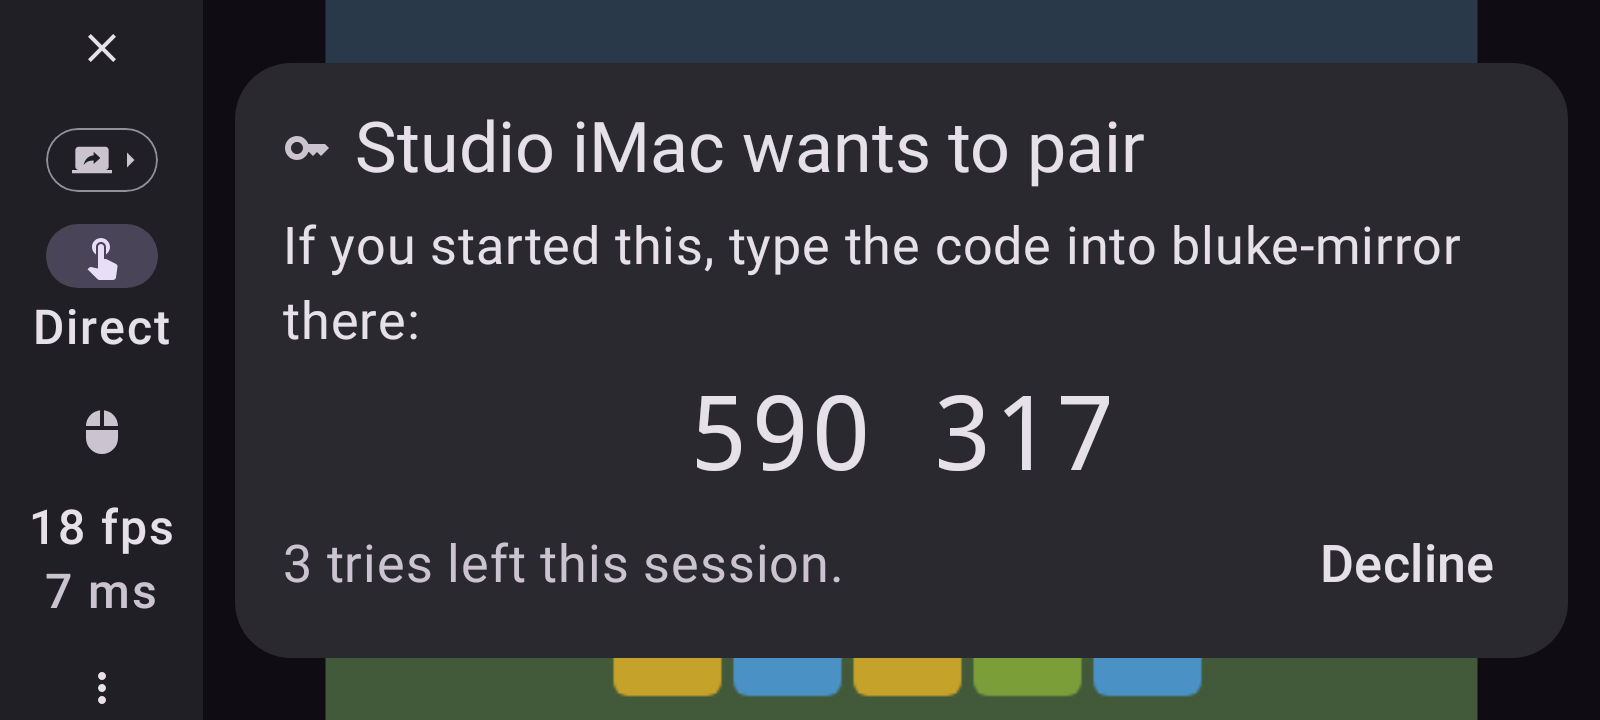 Direct
18 fps
7 ms
Studio iMac wants to pair
If you started this, type the code into bluke-mirror
there:
590 317
3 tries left this session.
Decline